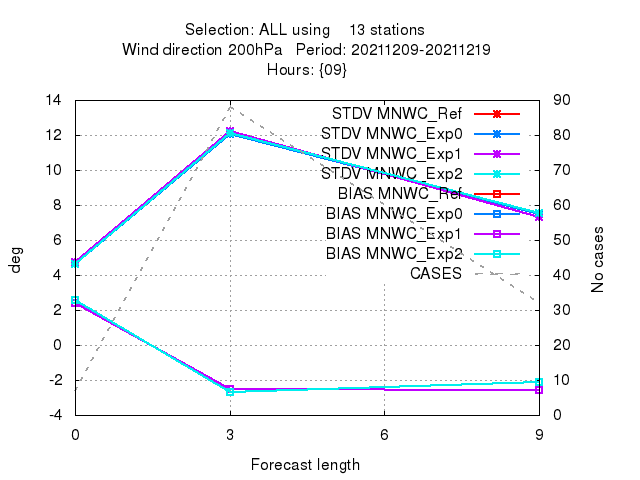 Selection: ALL using    13 stations
Wind direction 200hPa   Period: 20211209-20211219
Hours: {09}
14
12
10
8
6
4
2
0
-2
-4
deg
90
80
70
60
50
40
30
20
10
0
No cases
STDV MNWC_Ref
STDV MNWC_Exp0
STDV MNWC_Exp1
STDV MNWC_Exp2
BIAS MNWC_Ref
BIAS MNWC_Exp0
BIAS MNWC_Exp1
BIAS MNWC_Exp2
CASES
0 3 6 9
Forecast length